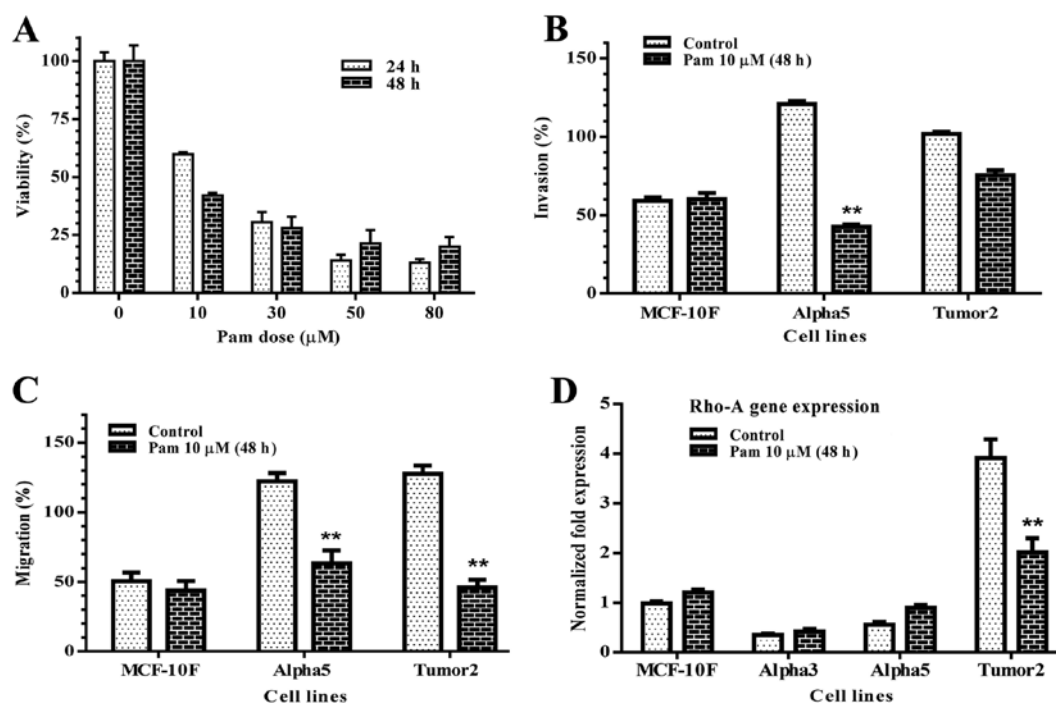 A
100
75
50
25
0
Viability (%)
24 h
48 h
0 10 30 50 80
Pam dose (µM)
B
150
100
50
0
Invasion (%)
Control
Pam 10 µM (48 h)
**
MCF-10F Alpha5 Tumor2
Cell lines
C
150
100
50
0
Migration (%)
Control
Pam 10 µM (48 h)
**
**
MCF-10F Alpha5 Tumor2
Cell lines
D
Rho-A gene expression
5
4
3
2
1
0
Normalized fold expression
Control
Pam 10 µM (48 h)
**
MCF-10F Alpha3 Alpha5 Tumor2
Cell lines